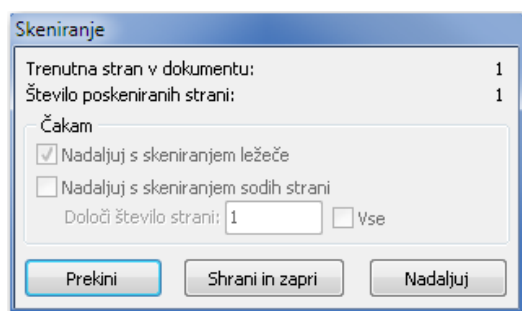 Skeniranje
Trenutna stran v dokumentu: 1
Število poskeniranih strani: 1
Čakam
Nadaljuj s skeniranjem ležeče
Nadaljuj s skeniranjem sodih strani
Določi število strani: 1 Vse
Prekini Shrani in zapri Nadaljuj